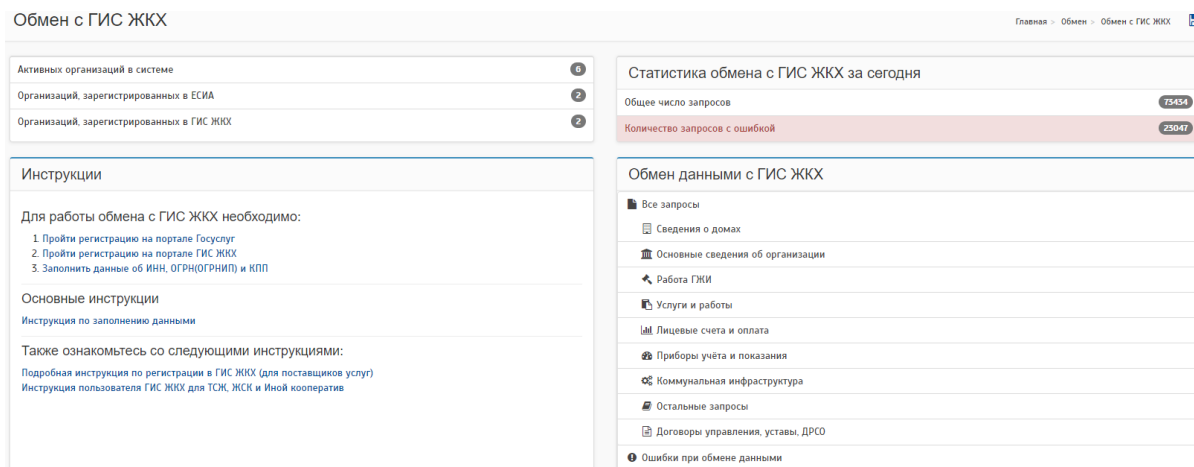 Обмен с ГИС ЖКХ
Главная > Обмен > Обмен с ГИС ЖКХ
Активных организаций в системе 6
Организаций, зарегистрированных в ЕСИА 2
Организаций, зарегистрированных в ГИС ЖКХ 2
Статистика обмена с ГИС ЖКХ за сегодня
Общее число запросов 73434
Количество запросов с ошибкой 23047
Инструкции
Для работы обмена с ГИС ЖКХ необходимо:
1. Пройти регистрацию на портале Госуслуг
2. Пройти регистрацию на портале ГИС ЖКХ
3. Заполнить данные об ИНН, ОГРН(ОГРНИП) и КПП
Основные инструкции
Инструкция по заполнению данными
Также ознакомьтесь со следующими инструкциями:
Подробная инструкция по регистрации в ГИС ЖКХ (для поставщиков услуг)
Инструкция пользователя ГИС ЖКХ для ТСЖ, ЖСК и Иной кооператив
Обмен данными с ГИС ЖКХ
Все запросы
Сведения о домах
Основные сведения об организации
Работа ГЖИ
Услуги и работы
Лицевые счета и оплата
Приборы учёта и показания
Коммунальная инфраструктура
Остальные запросы
Договоры управления, уставы, ДРСО
Ошибки при обмене данными